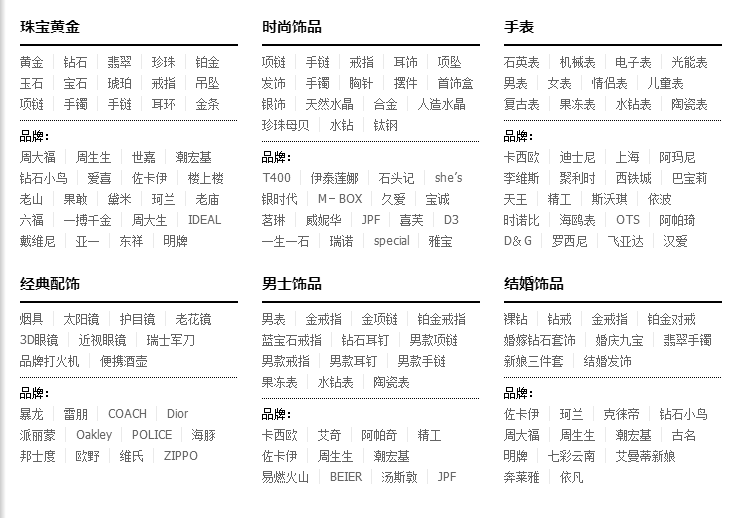 珠宝黄金
黄金 钻石 翡翠 珍珠 铂金
玉石 宝石 琥珀 戒指 吊坠
项链 手镯 手链 耳环 金条
品牌:
周大福 周生生 世嘉 潮宏基
钻石小鸟 爱喜 佐卡伊 楼上楼
老山 果敢 黛米 珂兰 老庙
六福 一搏千金 周大生 IDEAL
戴维尼 亚一 东祥 明牌
时尚饰品
项链 手链 戒指 耳饰 项坠
发饰 手镯 胸针 摆件 首饰盒
银饰 天然水晶 合金 人造水晶
珍珠母贝 水钻 钛钢
品牌:
T400 伊泰莲娜 石头记 she's
银时代 M-BOX 久爱 宝诚
茗琳 威妮华 JPF 喜芙 D3
一生一石 瑞诺 special 雅宝
手表
石英表 机械表 电子表 光能表
男表 女表 情侣表 儿童表
复古表 果冻表 水钻表 陶瓷表
品牌:
卡西欧 迪士尼 上海 阿玛尼
李维斯 聚利时 西铁城 巴宝莉
天王 精工 斯沃琪 依波
时诺比 海鸥表 OTS 阿帕琦
D&G 罗西尼 飞亚达 汉爱
经典配饰
烟具 太阳镜 护目镜 老花镜
3D眼镜 近视眼镜 瑞士军刀
品牌打火机 便携酒壶
品牌:
暴龙 雷朋 COACH Dior
派丽蒙 Oakley POLICE 海豚
邦士度 欧野 维氏 ZIPPO
男士饰品
男表 金戒指 金项链 铂金戒指
蓝宝石戒指 钻石耳钉 男款项链
男款戒指 男款耳钉 男款手链
果冻表 水钻表 陶瓷表
品牌:
卡西欧 艾奇 阿帕奇 精工
佐卡伊 周生生 潮宏基
易燃火山 BEIER 汤斯敦 JPF
结婚饰品
裸钻 钻戒 金戒指 铂金对戒
婚嫁钻石套饰 婚庆九宝 翡翠手镯
新娘三件套 结婚发饰
品牌:
佐卡伊 珂兰 克徕帝 钻石小鸟
周大福 周生生 潮宏基 古名
明牌 七彩云南 艾曼蒂新娘
奔莱雅 依凡